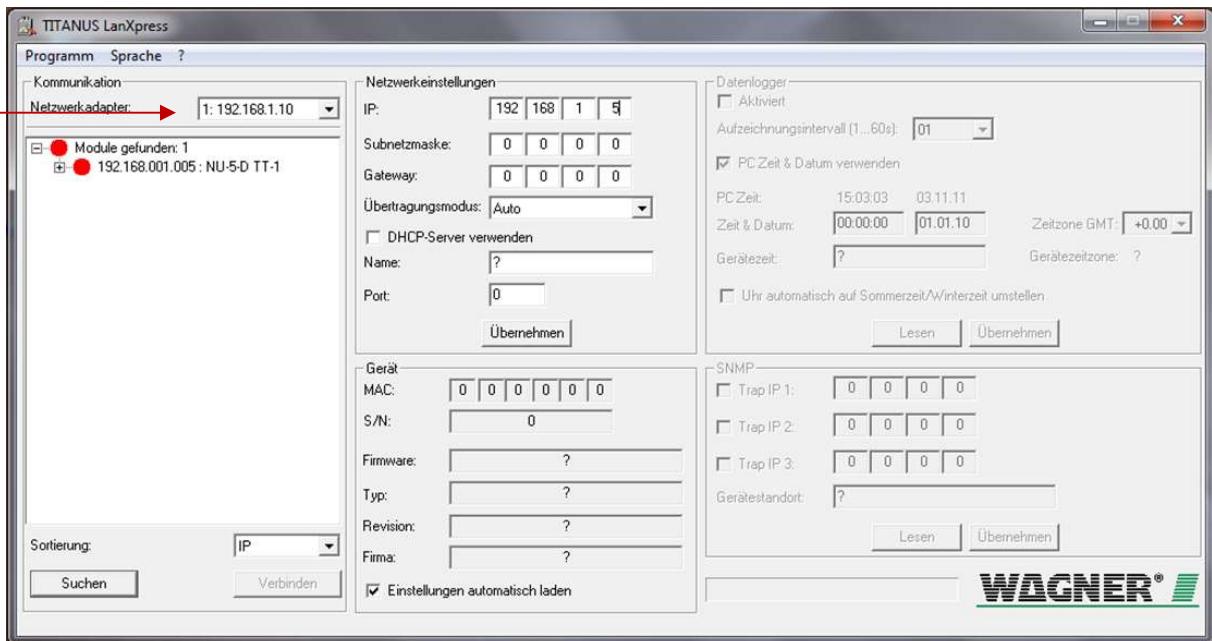 TITANUS LanXpress
Programm Sprache ?
Kommunikation
Netzwerkadapter: 1: 192.168.1.10
Module gefunden: 1
192.168.001.005 : NU-5-D TT-1
Sortierung: IP
Suchen Verbinden
Netzwerkeinstellungen
IP: 192 168 1 5
Subnetzmaske: 0 0 0 0
Gateway: 0 0 0 0
Übertragungsmodus: Auto
DHCP-Server verwenden
Name: ?
Port: 0
Übernehmen
Gerät
MAC: 0 0 0 0 0 0
S/N: 0
Firmware: ?
Typ: ?
Revision: ?
Firma: ?
Einstellungen automatisch laden
Datenlogger
Aktiviert
Aufzeichnungsintervall (1...60s): 01
PC Zeit & Datum verwenden
PC Zeit: 15:03:03 03.11.11
Zeit & Datum: 00:00:00 01.01.10 Zeitzone GMT: +0.00
Gerätezeit: ? Gerätezeitzone: ?
Uhr automatisch auf Sommerzeit/Winterzeit umstellen
Lesen Übernehmen
SNMP
Trap IP 1: 0 0 0 0
Trap IP 2: 0 0 0 0
Trap IP 3: 0 0 0 0
Gerätestandort: ?
Lesen Übernehmen
WAGNER®